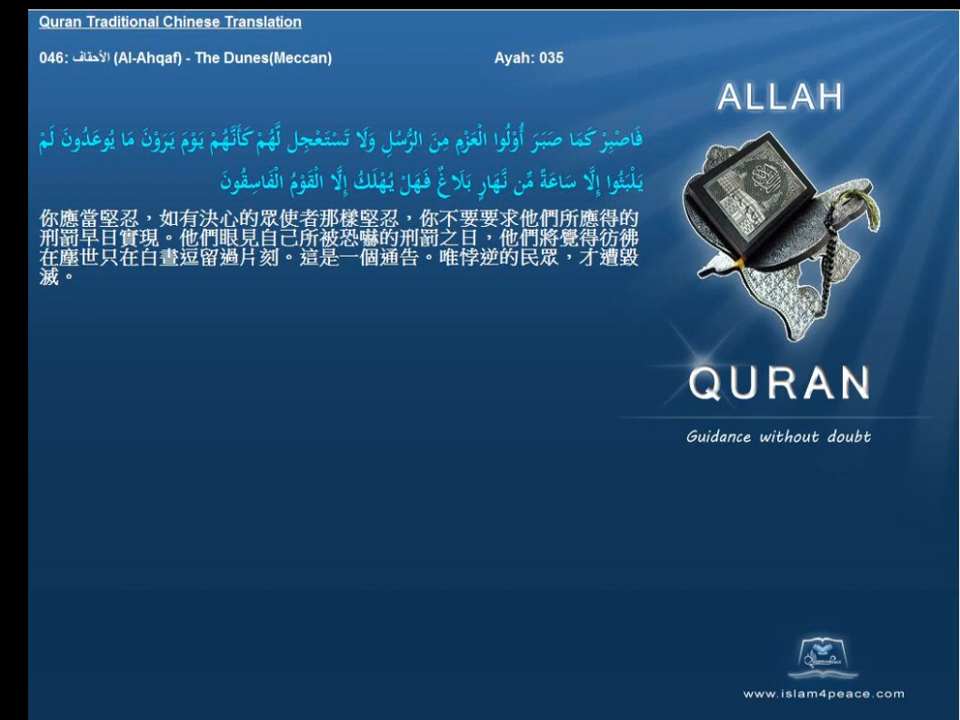 Quran Traditional Chinese Translation
046: الأحقاف (Al-Ahqaf) - The Dunes(Meccan) Ayah: 035
فَاصْبِرْ كَمَا صَبَرَ أُوْلُوا الْعَزْمِ مِنَ الرُّسُلِ وَلَا تَسْتَعْجِل لَّهُمْ كَأَنَّهُمْ يَوْمَ يَرَوْنَ مَا يُوعَدُونَ لَمْ
يَلْبَثُوا إِلَّا سَاعَةً مِّن نَّهَارٍ بَلَاغٌ فَهَلْ يُهْلَكُ إِلَّا الْقَوْمُ الْفَاسِقُونَ
你應當堅忍，如有決心的眾使者那樣堅忍，你不要要求他們所應得的
刑罰早日實現。他們眼見自己所被恐嚇的刑罰之日，他們將覺得彷彿
在塵世只在白晝逗留過片刻。這是一個通告。唯悖逆的民眾，才遭毀
滅。
ALLAH
QURAN
Guidance without doubt
www.islam4peace.com